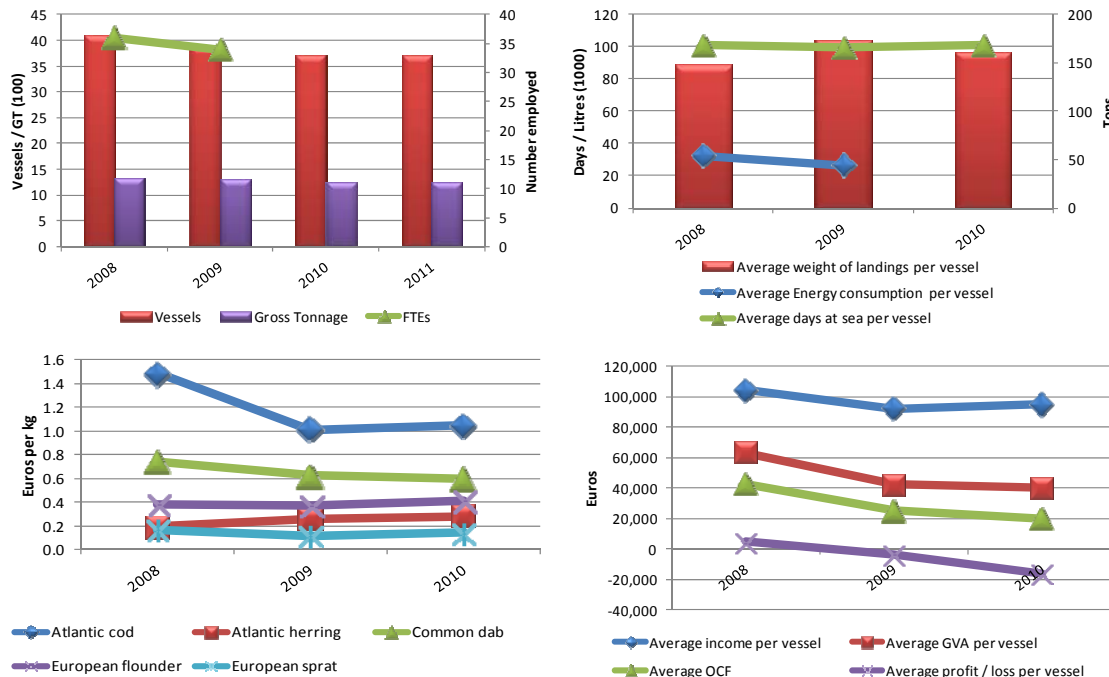 45
40
35
30
25
20
15
10
5
0
Vessels / GT (100)
40
35
30
25
20
15
10
5
0
Number employed
2008
2009
2010
2011
Vessels
Gross Tonnage
FTEs
120
100
80
60
40
20
0
Days / Litres (1000)
200
150
100
50
0
Tons
2008
2009
2010
Average weight of landings per vessel
Average Energy consumption per vessel
Average days at sea per vessel
1.6
1.4
1.2
1.0
0.8
0.6
0.4
0.2
0.0
Euros per kg
2008
2009
2010
Atlantic cod
Atlantic herring
Common dab
European flounder
European sprat
120,000
100,000
80,000
60,000
40,000
20,000
0
-20,000
-40,000
Euros
2008
2009
2010
Average income per vessel
Average GVA per vessel
Average OCF
Average profit / loss per vessel